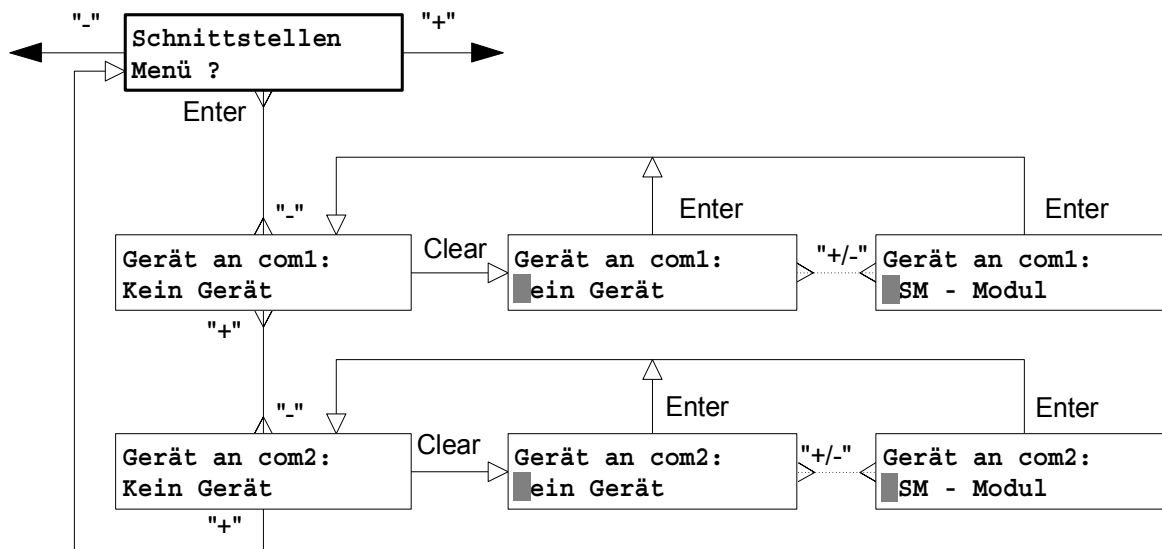 "-"
"+"
Schnittstellen
Menü ?
Enter
"-"
Enter
Enter
Gerät an com1:
Kein Gerät
Clear
Gerät an com1:
ein Gerät
"+/-"
Gerät an com1:
SM - Modul
"+"
"-"
Enter
Enter
Gerät an com2:
Kein Gerät
Clear
Gerät an com2:
ein Gerät
"+/-"
Gerät an com2:
SM - Modul
"+"